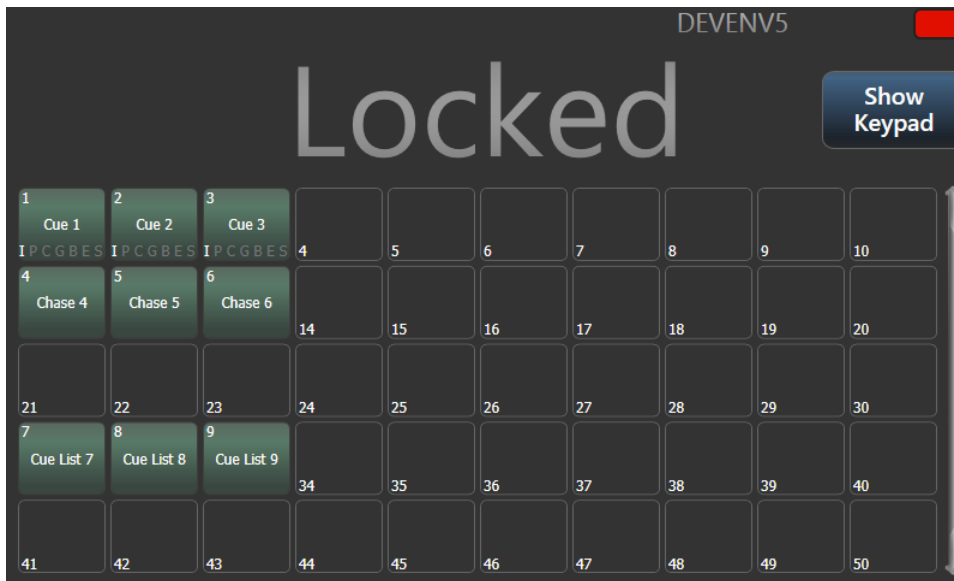 DEVENV5
Locked
Show
Keypad
1 2 3
Cue 1 Cue 2 Cue 3
I P C G B E S I P C G B E S I P C G B E S 4 5 6 7 8 9 10
4 5 6
Chase 4 Chase 5 Chase 6
14 15 16 17 18 19 20
21 22 23 24 25 26 27 28 29 30
7 8 9
Cue List 7 Cue List 8 Cue List 9
34 35 36 37 38 39 40
41 42 43 44 45 46 47 48 49 50